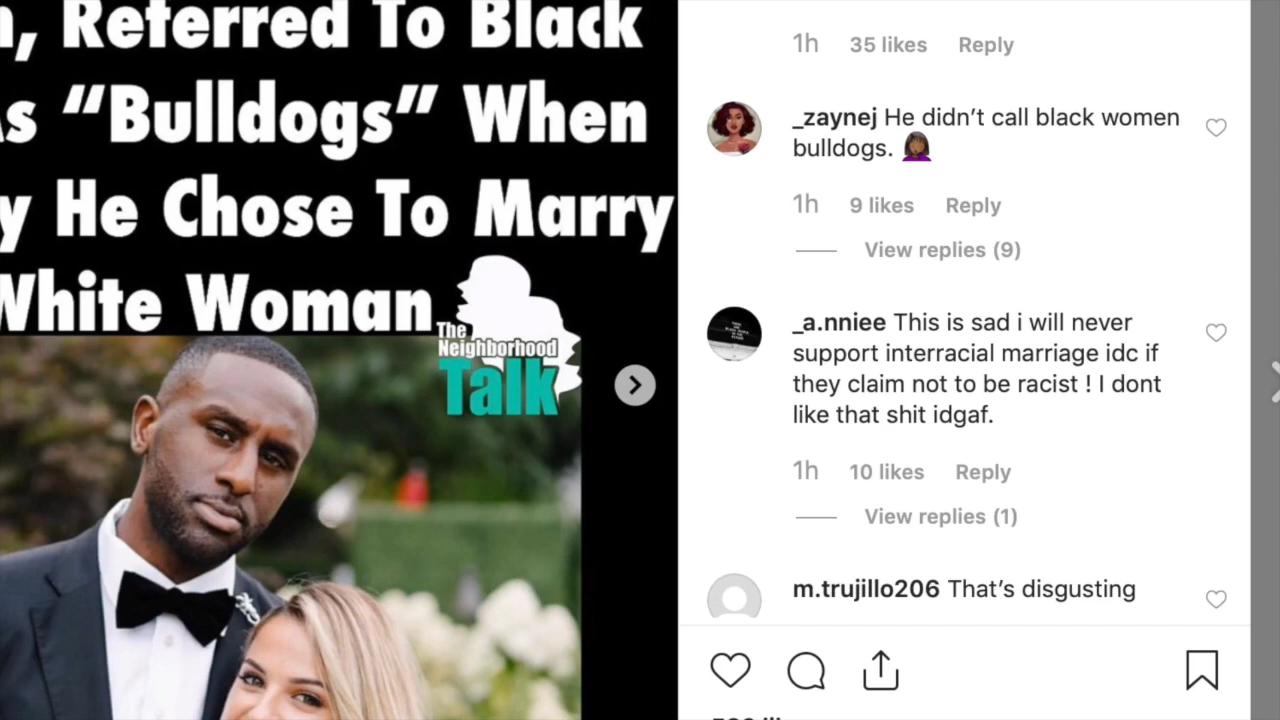 n, Referred To Black
As “Bulldogs” When
y He Chose To Marry
White Woman
The
Neighborhood
Talk
1h 35 likes Reply
_zaynej He didn’t call black women
bulldogs.
1h 9 likes Reply
View replies (9)
_a.nniee This is sad i will never
support interracial marriage idc if
they claim not to be racist ! I dont
like that shit idgaf.
1h 10 likes Reply
View replies (1)
m.trujillo206 That’s disgusting